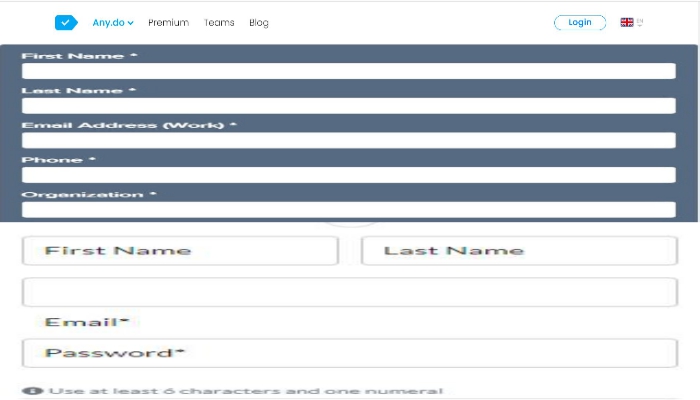 Any.do Premium Teams Blog Login EN
First Name *
Last Name *
Email Address (Work) *
Phone *
Organization *
First Name Last Name
Email*
Password*
Use at least 6 characters and one numeral